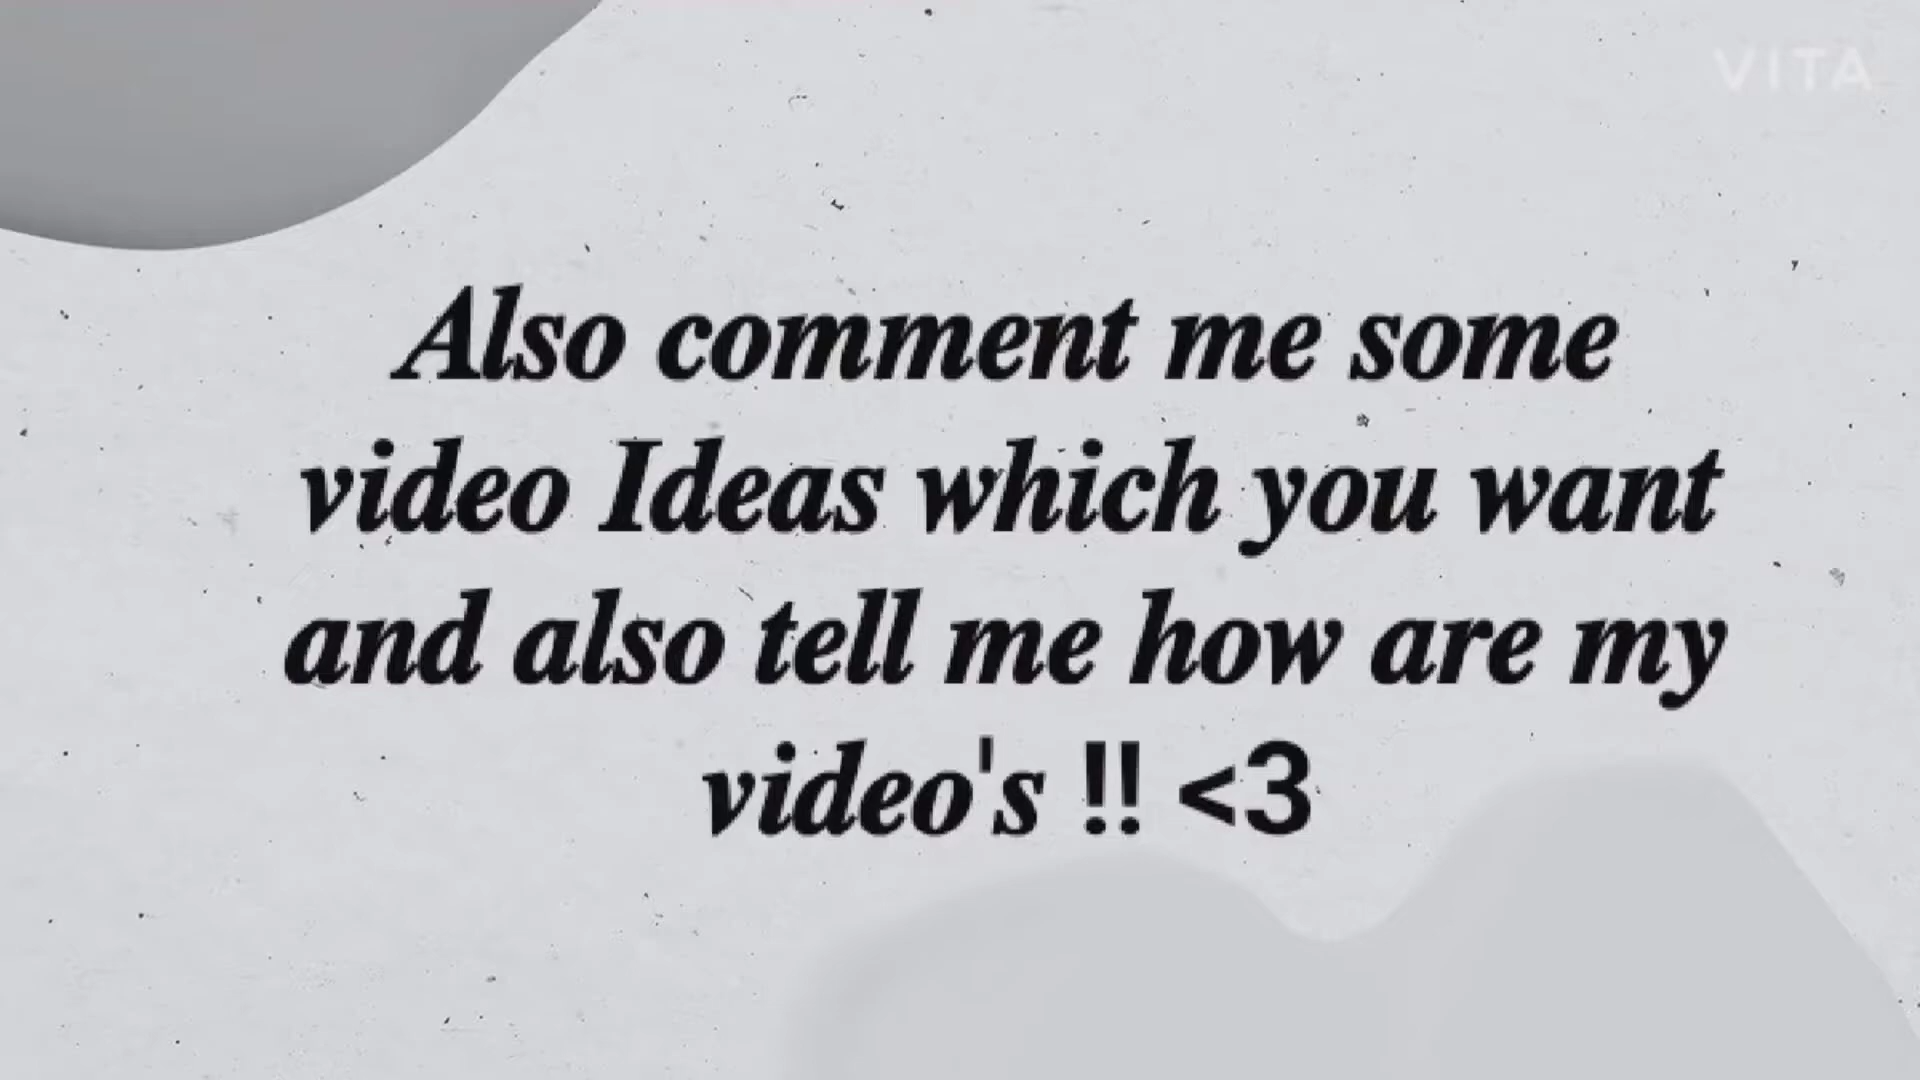 VITA
Also comment me some
video Ideas which you want
and also tell me how are my
video's !! <3